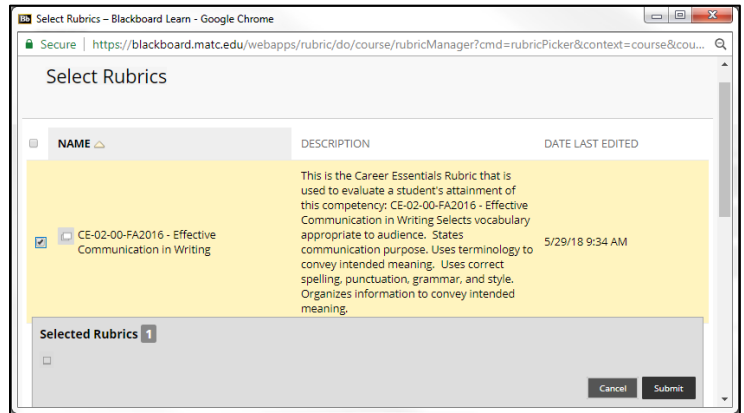 Bb Select Rubrics – Blackboard Learn - Google Chrome
Secure | https://blackboard.matc.edu/webapps/rubric/do/course/rubricManager?cmd=rubricPicker&context=course&cou...
Select Rubrics
NAME DESCRIPTION DATE LAST EDITED
This is the Career Essentials Rubric that is
used to evaluate a student's attainment of
this competency: CE-02-00-FA2016 - Effective
Communication in Writing Selects vocabulary
CE-02-00-FA2016 - Effective appropriate to audience. States
Communication in Writing communication purpose. Uses terminology to 5/29/18 9:34 AM
convey intended meaning. Uses correct
spelling, punctuation, grammar, and style.
Organizes information to convey intended
meaning.
Selected Rubrics 1
Cancel Submit